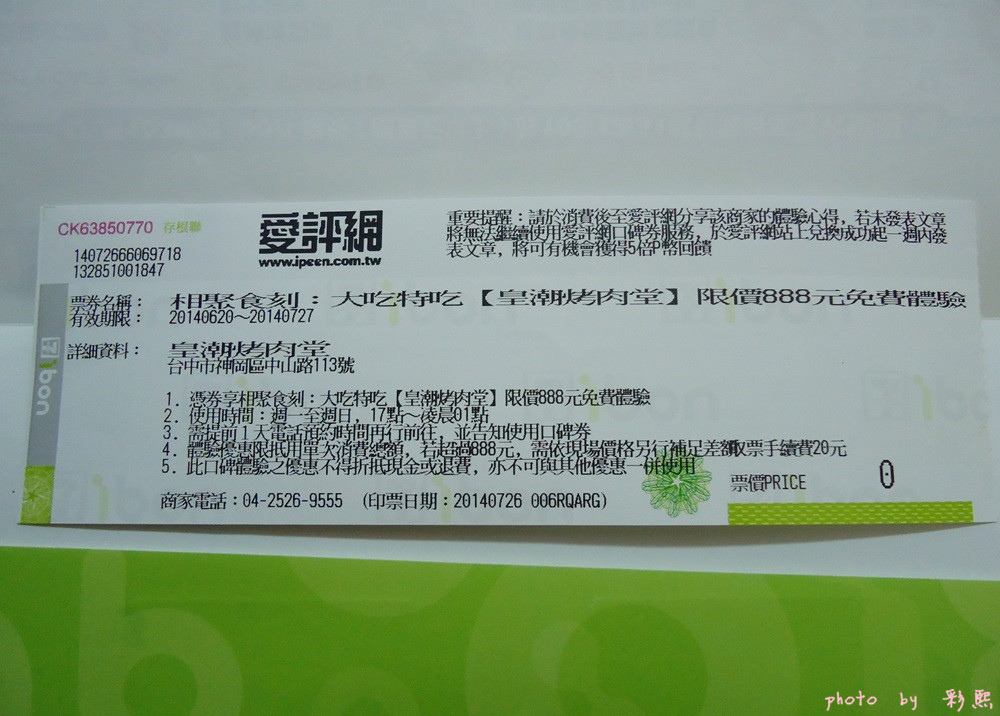 CK63850770 存根聯
14072666069718
132851001847
愛評網
www.ipeen.com.tw
重要提醒：請於消費後至愛評網分享該商家的體驗心得，若未發表文章
將無法繼續使用愛評網口碑券服務，於愛評網站上兌換成功起一週內發
表文章，將可有機會獲得5倍P幣回饋
票券名稱： 相聚食刻：大吃特吃【皇潮烤肉堂】限價888元免費體驗
有效期限： 20140620~20140727
詳細資料： 皇潮烤肉堂
台中市神岡區中山路113號
1. 憑券享相聚食刻：大吃特吃【皇潮烤肉堂】限價888元免費體驗
2. 使用時間：週一至週日，17點~凌晨01點
3. 需提前1天電話預約時間再行前往，並告知使用口碑券
4. 體驗優惠限抵用單次消費總額，若超過888元，需依現場價格另行補足差額取票手續費20元
5. 此口碑體驗之優惠不得折抵現金或退費，亦不可與其他優惠一併使用
票價PRICE 0
商家電話：04-2526-9555 (印票日期：20140726 006RQARG)
ibon
photo by 彩熙